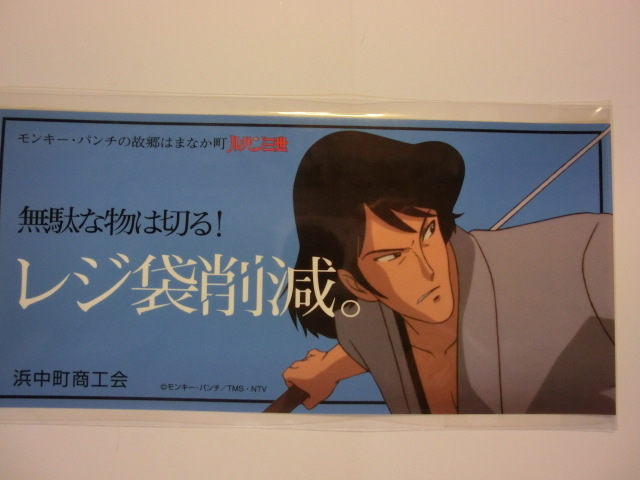 モンキー・パンチの故郷はまなか町 ルパン三世
無駄な物は切る!
レジ袋削減。
浜中町商工会
©モンキー・パンチ/TMS・NTV